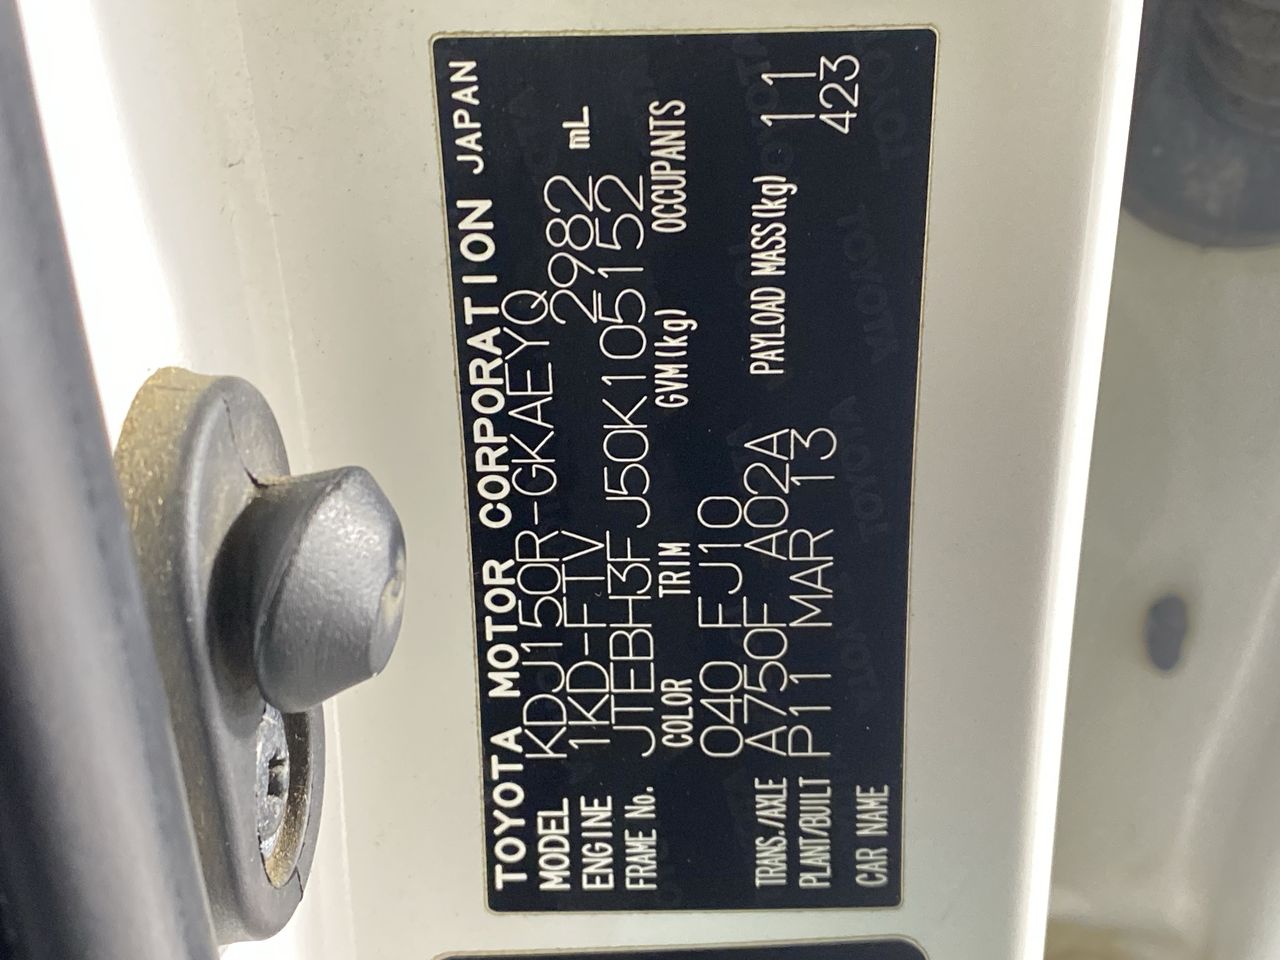 TOYOTA MOTOR CORPORATION JAPAN
MODEL KDJ150R-GKAEYQ
ENGINE 1KD-FTV 2982 mL
FRAME No. JTEBH3FJ50K105152
COLOR TRIM GVM(kg) OCCUPANTS
040 FJ10
TRANS./AXLE A750F A02A PAYLOAD MASS(kg) 11
PLANT/BUILT P11 MAR 13 423
CAR NAME